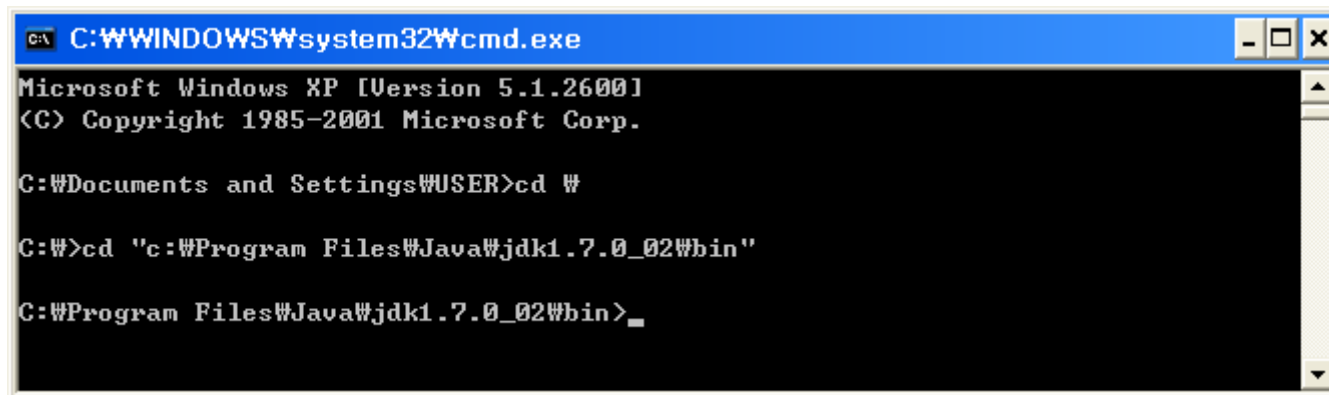 C:₩WINDOWS₩system32₩cmd.exe
Microsoft Windows XP [Version 5.1.2600]
(C) Copyright 1985-2001 Microsoft Corp.
C:₩Documents and Settings₩USER>cd ₩
C:₩>cd "c:₩Program Files₩Java₩jdk1.7.0_02₩bin"
C:₩Program Files₩Java₩jdk1.7.0_02₩bin>_